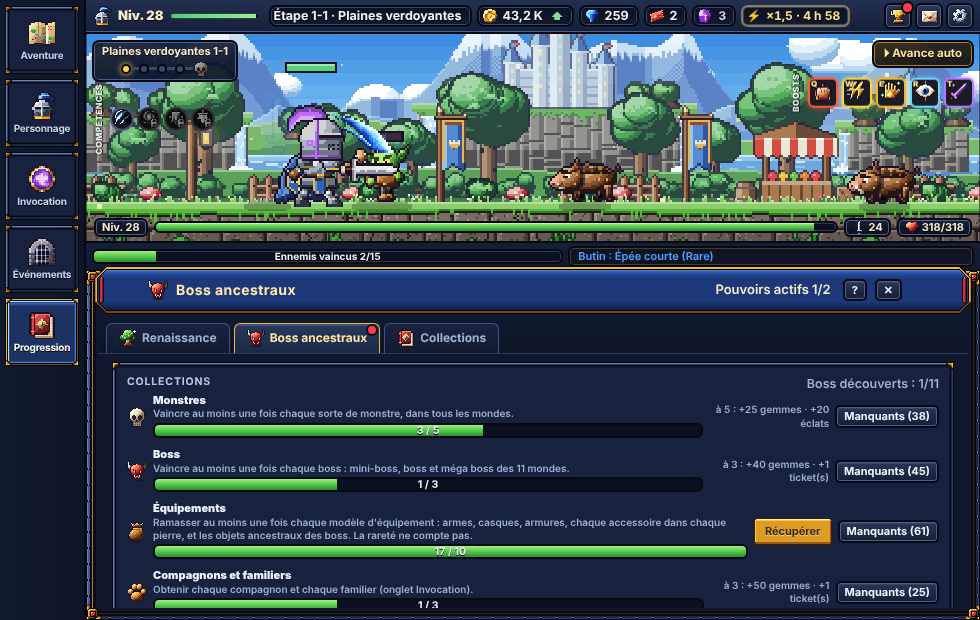 Niv. 28
Étape 1-1 · Plaines verdoyantes
43,2 K
259
2
3
×1,5 · 4 h 58
Aventure
Personnage
Invocation
Événements
Progression
Plaines verdoyantes 1-1
Avance auto
COMPÉTENCES
BOOSTS
Q
W
E
R
T
Niv. 28
24
318/318
Ennemis vaincus 2/15
Butin : Épée courte (Rare)
Boss ancestraux
Pouvoirs actifs 1/2
?
×
Renaissance
Boss ancestraux
Collections
COLLECTIONS
Boss découverts : 1/11
Monstres
Vaincre au moins une fois chaque sorte de monstre, dans tous les mondes.
3 / 5
à 5 : +25 gemmes · +20
éclats
Manquants (38)
Boss
Vaincre au moins une fois chaque boss : mini-boss, boss et méga boss des 11 mondes.
1 / 3
à 3 : +40 gemmes · +1
ticket(s)
Manquants (45)
Équipements
Ramasser au moins une fois chaque modèle d'équipement : armes, casques, armures, chaque accessoire dans chaque
pierre, et les objets ancestraux des boss. La rareté ne compte pas.
17 / 10
Récupérer
Manquants (61)
Compagnons et familiers
Obtenir chaque compagnon et chaque familier (onglet Invocation).
1 / 3
à 3 : +50 gemmes · +1
ticket(s)
Manquants (25)